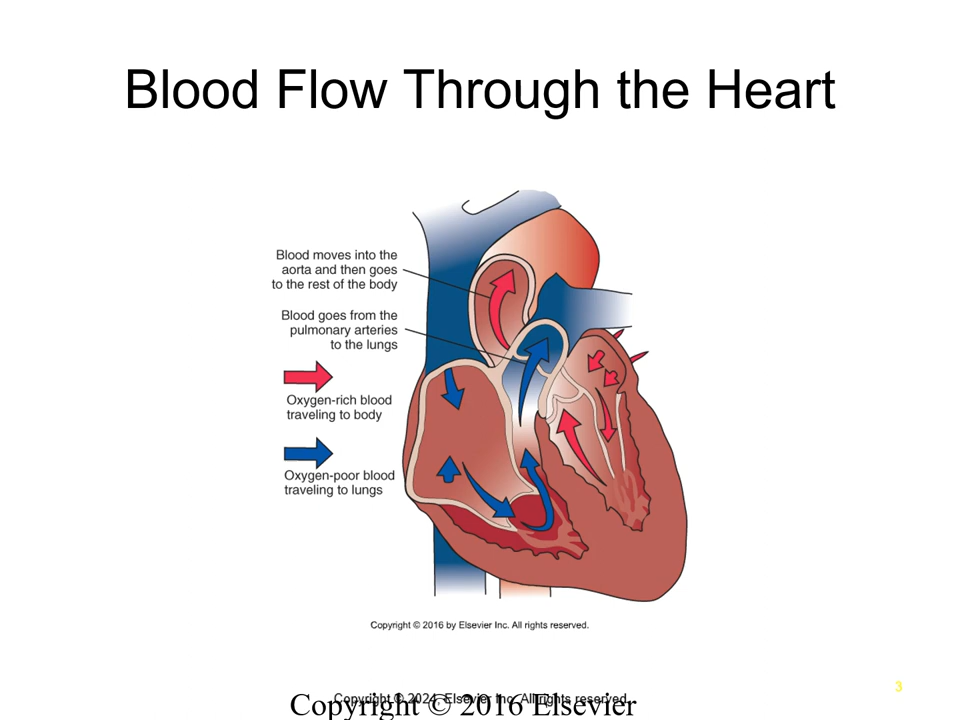 Blood Flow Through the Heart
Blood moves into the
aorta and then goes
to the rest of the body
Blood goes from the
pulmonary arteries
to the lungs
Oxygen-rich blood
traveling to body
Oxygen-poor blood
traveling to lungs
Copyright © 2016 by Elsevier Inc. All rights reserved.
3
Copyright © 2024, Elsevier Inc. All rights reserved.
Copyright © 2016 Elsevier